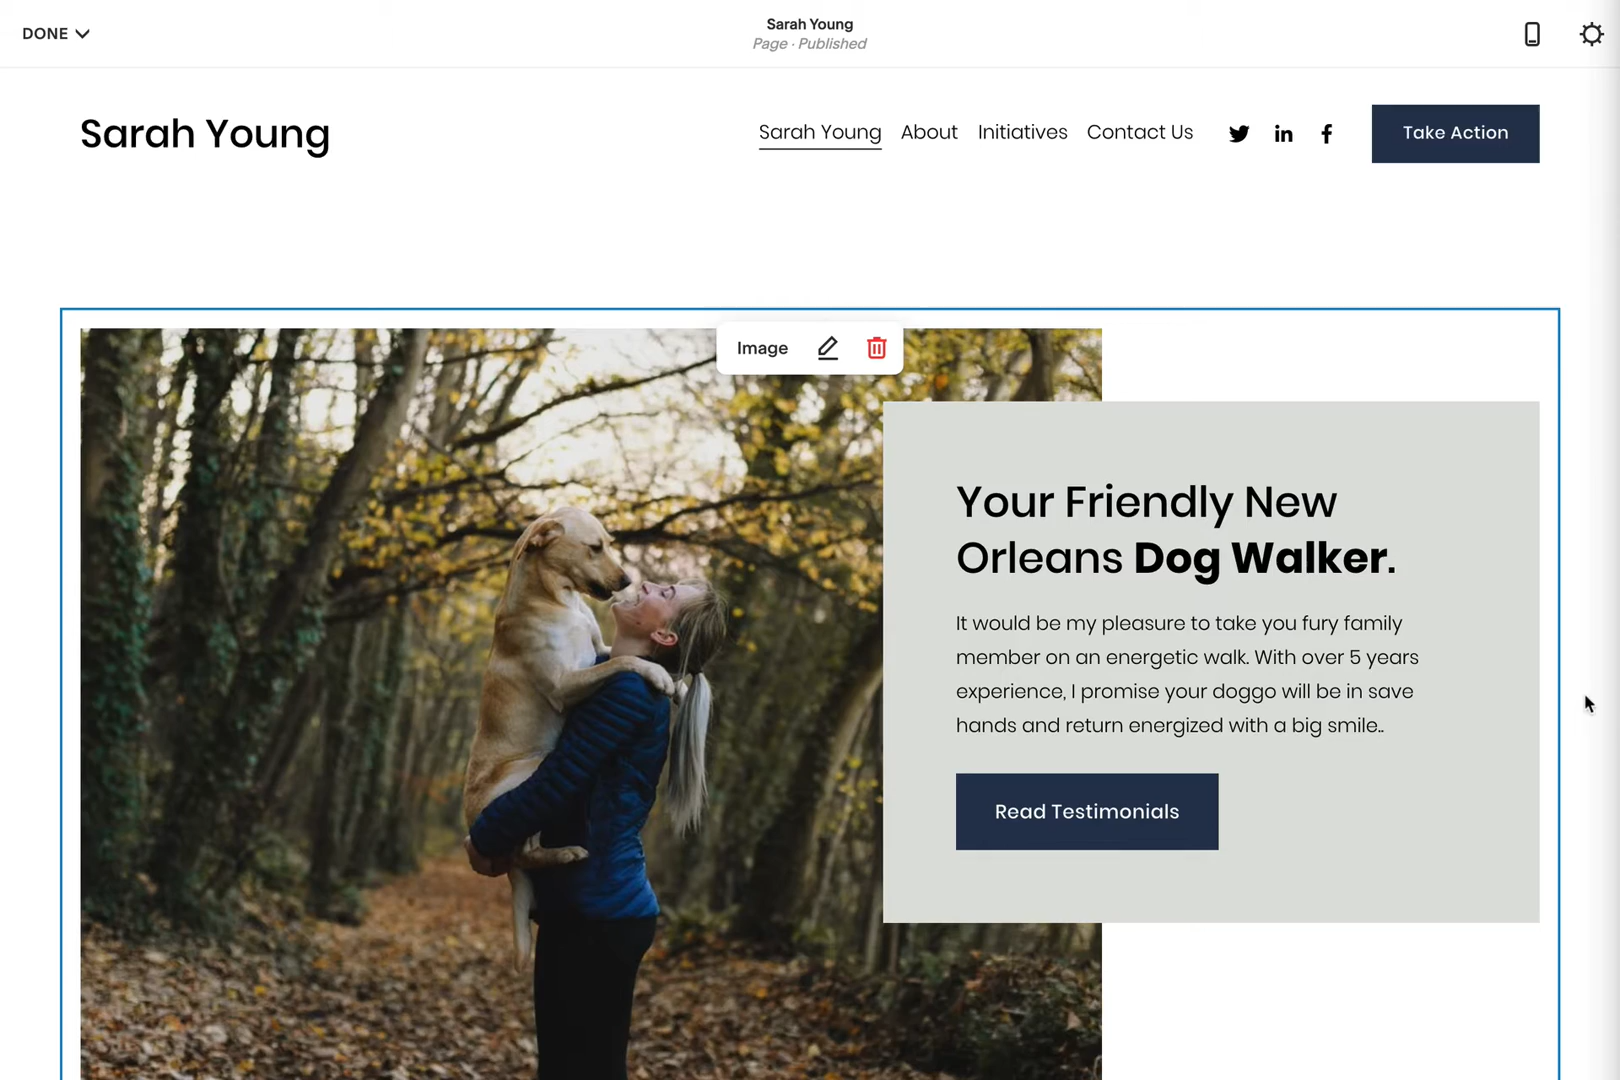 DONE
Sarah Young
Page · Published
Sarah Young
Sarah Young About Initiatives Contact Us
Take Action
Image
Your Friendly New
Orleans Dog Walker.
It would be my pleasure to take you fury family
member on an energetic walk. With over 5 years
experience, I promise your doggo will be in save
hands and return energized with a big smile..
Read Testimonials